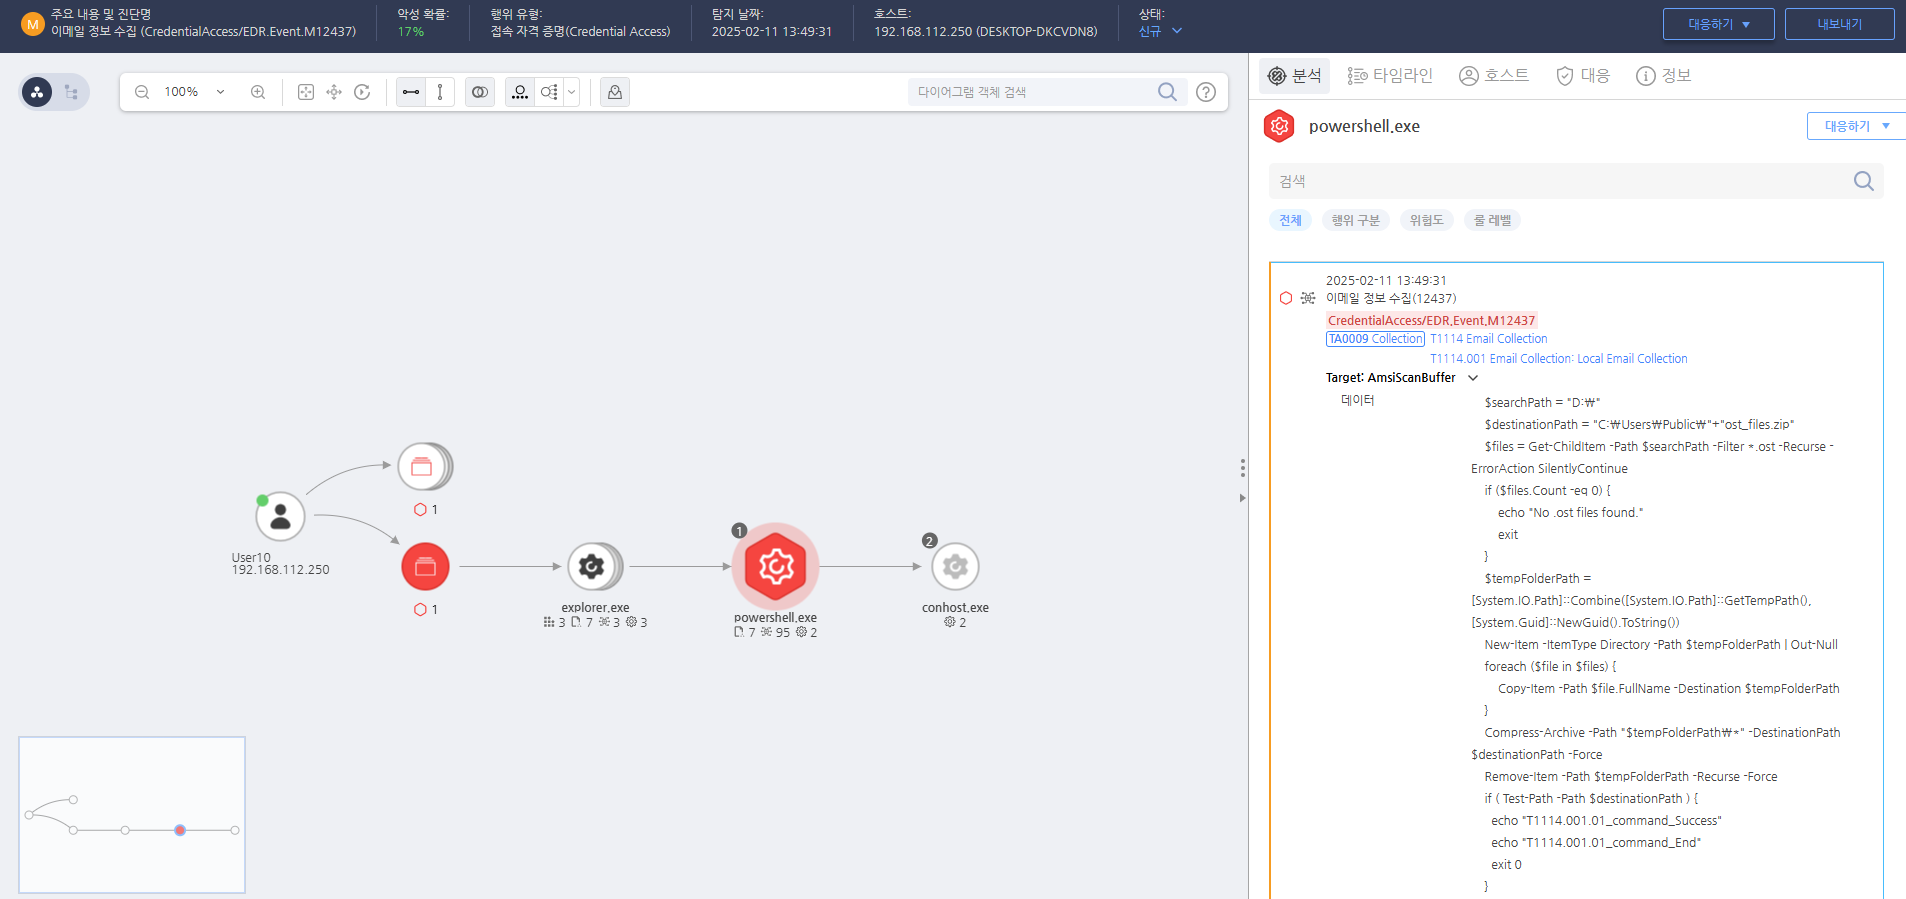 M
주요 내용 및 진단명
이메일 정보 수집 (CredentialAccess/EDR.Event.M12437)
악성 확률:
17%
행위 유형:
접속 자격 증명(Credential Access)
탐지 날짜:
2025-02-11 13:49:31
호스트:
192.168.112.250 (DESKTOP-DKCVDN8)
상태:
신규
대응하기
내보내기
100%
다이어그램 객체 검색
?
분석
타임라인
호스트
대응
정보
powershell.exe
대응하기
검색
전체
행위 구분
위험도
룰 레벨
2025-02-11 13:49:31
이메일 정보 수집(12437)
CredentialAccess/EDR.Event.M12437
TA0009 Collection T1114 Email Collection
T1114.001 Email Collection: Local Email Collection
Target: AmsiScanBuffer
데이터
$searchPath = "D:₩"
$destinationPath = "C:₩Users₩Public₩"+"ost_files.zip"
$files = Get-ChildItem -Path $searchPath -Filter *.ost -Recurse -
ErrorAction SilentlyContinue
if ($files.Count -eq 0) {
echo "No .ost files found."
exit
}
$tempFolderPath =
[System.IO.Path]::Combine([System.IO.Path]::GetTempPath(),
[System.Guid]::NewGuid().ToString())
New-Item -ItemType Directory -Path $tempFolderPath | Out-Null
foreach ($file in $files) {
Copy-Item -Path $file.FullName -Destination $tempFolderPath
}
Compress-Archive -Path "$tempFolderPath₩*" -DestinationPath
$destinationPath -Force
Remove-Item -Path $tempFolderPath -Recurse -Force
if ( Test-Path -Path $destinationPath ) {
echo "T1114.001.01_command_Success"
echo "T1114.001.01_command_End"
exit 0
}
User10
192.168.112.250
1
1
explorer.exe
3 7 3 3
1
powershell.exe
7 95 2
2
conhost.exe
2